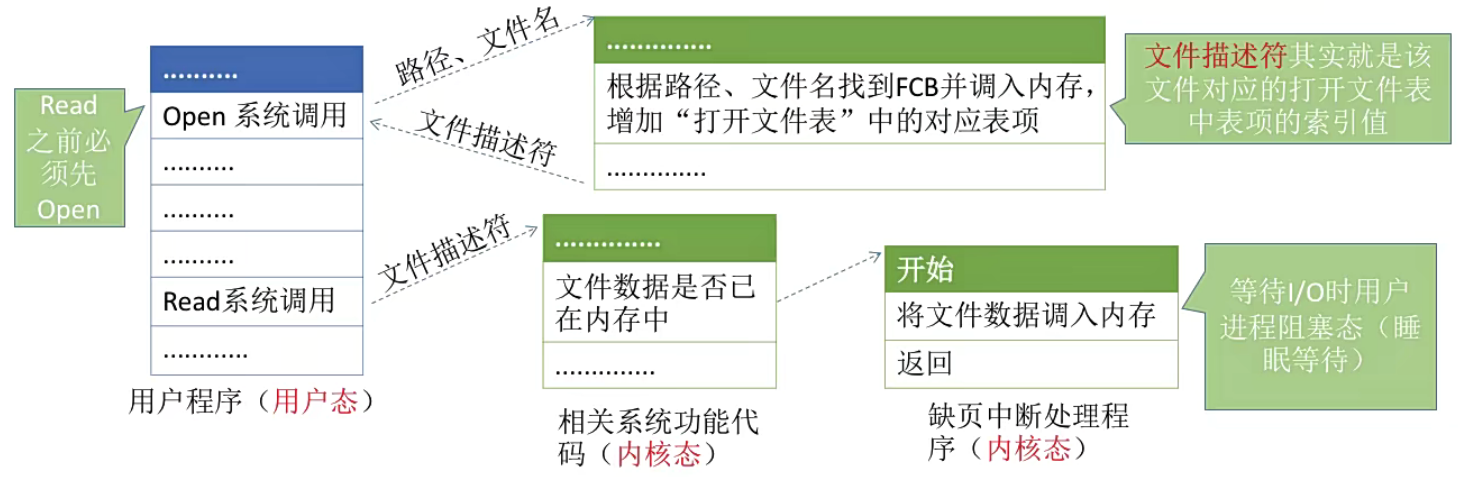 ..........
Open 系统调用
..........
..........
..........
Read系统调用
............
用户程序（用户态）
Read
之前必
须先
Open
路径、文件名
文件描述符
..............
根据路径、文件名找到FCB并调入内存，
增加“打开文件表”中的对应表项
..............
文件描述符其实就是该
文件对应的打开文件表
中表项的索引值
文件描述符
..............
文件数据是否已
在内存中
..............
相关系统功能代
码（内核态）
开始
将文件数据调入内存
返回
缺页中断处理程
序（内核态）
等待I/O时用户
进程阻塞态（睡
眠等待）